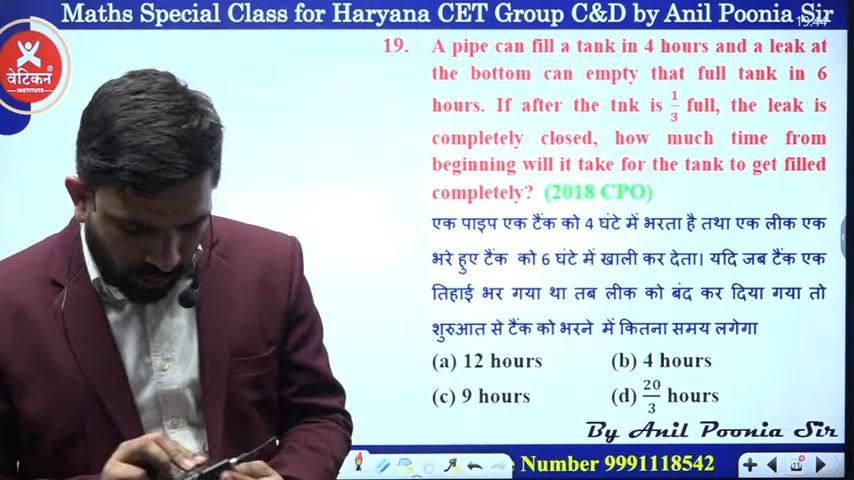 Maths Special Class for Haryana CET Group C&D by Anil Poonia Sir
19:44
वेटिकन
INSTITUTE
19. A pipe can fill a tank in 4 hours and a leak at
the bottom can empty that full tank in 6
hours. If after the tnk is 1/3 full, the leak is
completely closed, how much time from
beginning will it take for the tank to get filled
completely? (2018 CPO)
एक पाइप एक टैंक को 4 घंटे में भरता है तथा एक लीक एक
भरे हुए टैंक को 6 घंटे में खाली कर देता। यदि जब टैंक एक
तिहाई भर गया था तब लीक को बंद कर दिया गया तो
शुरुआत से टैंक को भरने में कितना समय लगेगा
(a) 12 hours (b) 4 hours
(c) 9 hours (d) 20/3 hours
By Anil Poonia Sir
Number 9991118542